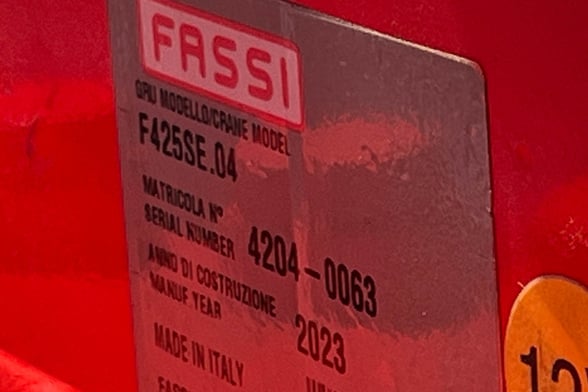 FASSI
GRU MODELLO/CRANE MODEL
F425SE.04
MATRICOLA N°
SERIAL NUMBER 4204-0063
ANNO DI COSTRUZIONE
MANUF YEAR 2023
MADE IN ITALY